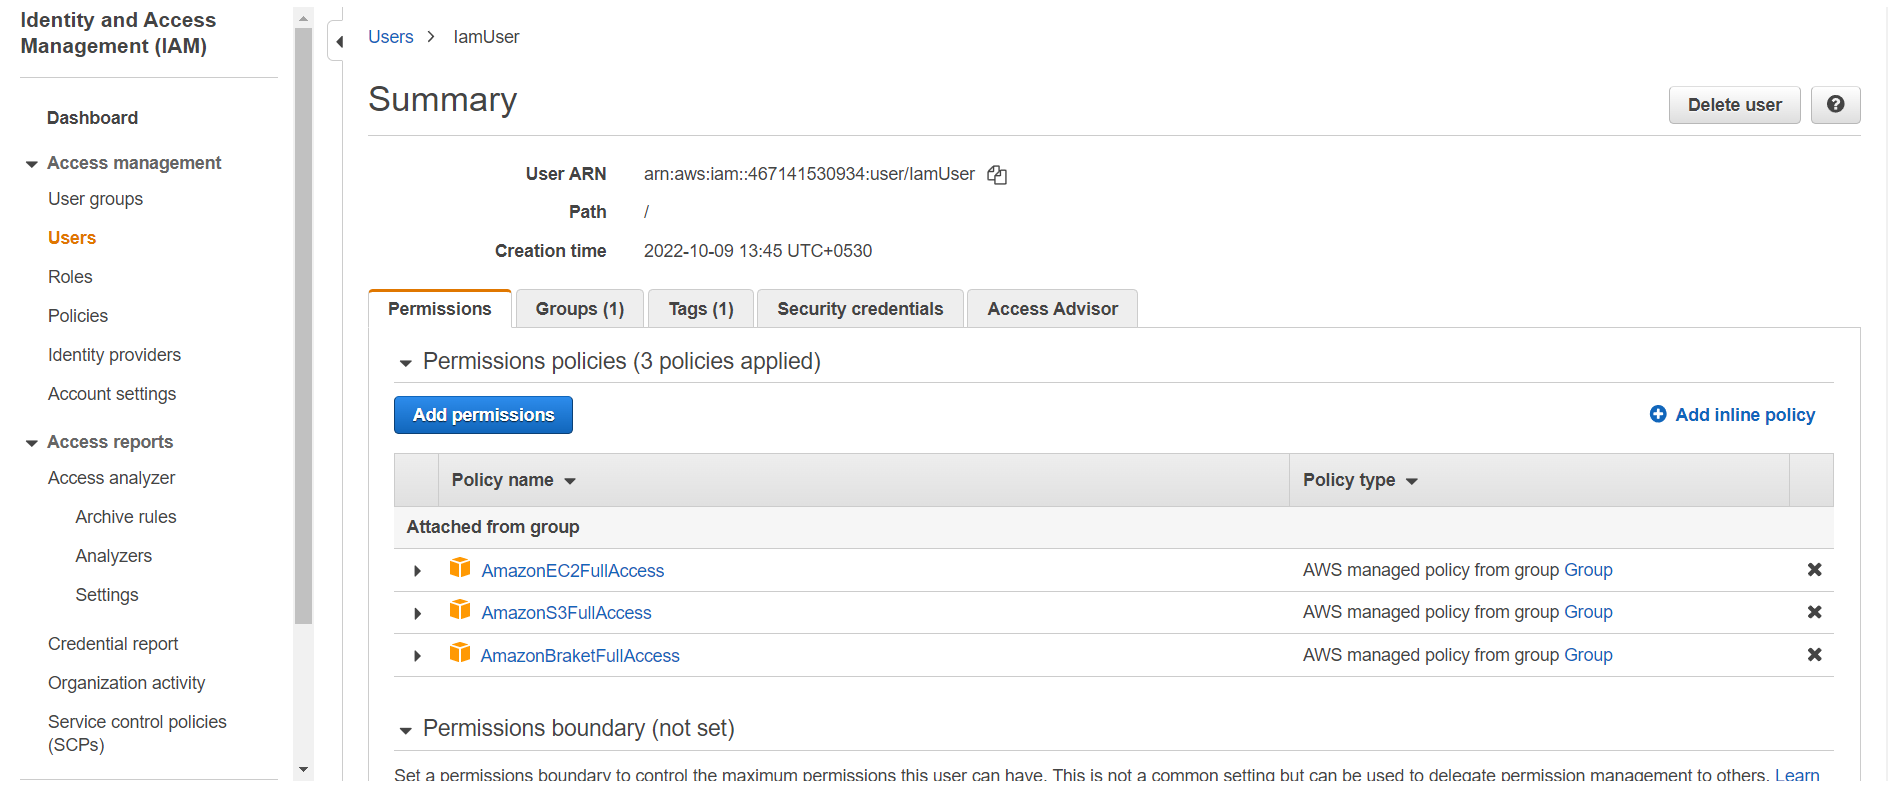 Identity and Access
Management (IAM)
Dashboard
Access management
User groups
Users
Roles
Policies
Identity providers
Account settings
Access reports
Access analyzer
Archive rules
Analyzers
Settings
Credential report
Organization activity
Service control policies
(SCPs)
Users > IamUser
Summary
Delete user
User ARN arn:aws:iam::467141530934:user/IamUser
Path /
Creation time 2022-10-09 13:45 UTC+0530
Permissions Groups (1) Tags (1) Security credentials Access Advisor
Permissions policies (3 policies applied)
Add permissions Add inline policy
Policy name Policy type
Attached from group
AmazonEC2FullAccess AWS managed policy from group Group
AmazonS3FullAccess AWS managed policy from group Group
AmazonBraketFullAccess AWS managed policy from group Group
Permissions boundary (not set)
Set a permissions boundary to control the maximum permissions this user can have. This is not a common setting but can be used to delegate permission management to others. Learn